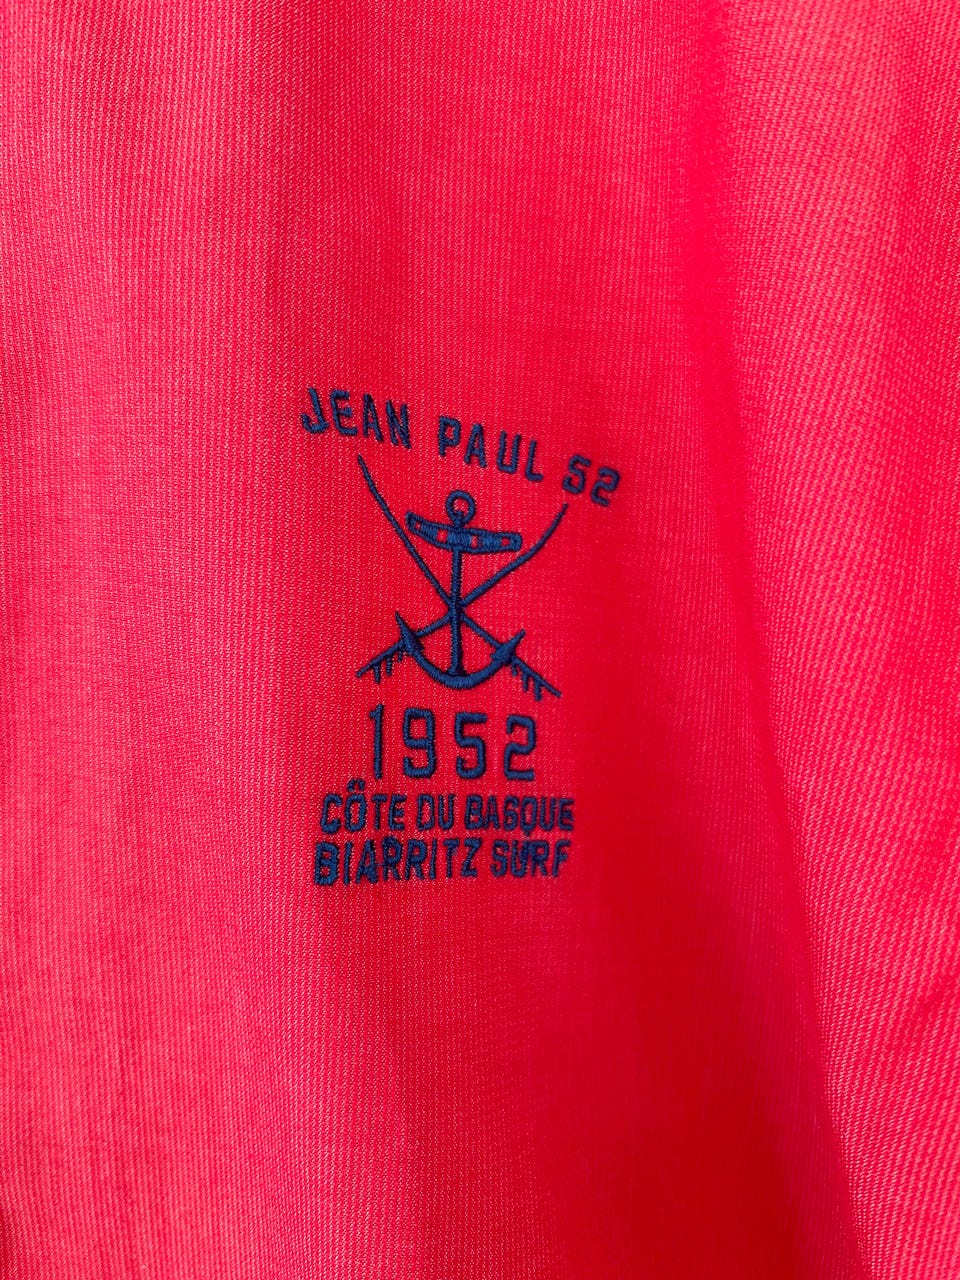 JEAN PAUL 52
1952
CÔTE DU BASQUE
BIARRITZ SURF